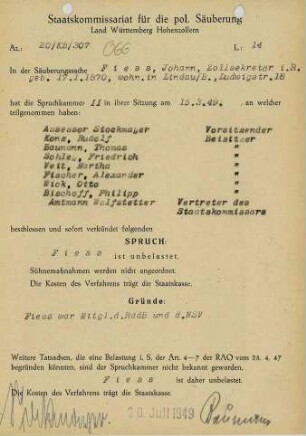 Staatskommissariat für die pol. Säuberung
Land Württemberg Hohenzollern
Az.: 20/KB/307 L: 14
In der Säuberungssache Fiess, Johann, Zollsekretär i.R.
geb. 17.1.1870, wohn.in Lindau/B., Ludwigstr.18
hat die Spruchkammer II in ihrer Sitzung am 15.3.49. an welcher
teilgenommen haben:
Assessor Stockmayer Vorsitzender
Konz, Rudolf Beisitzer
Baumann, Thomas "
Schley, Friedrich "
Veit, Martha "
Fischer, Alexander "
Wick, Otto "
Bischoff, Philipp "
Amtmann Wolfstetter Vertreter des
Staatskommissars
beschlossen und sofort verkündet folgenden
SPRUCH:
Fiess
ist unbelastet.
Sühnemaßnahmen werden nicht angeordnet.
Die Kosten des Verfahrens trägt die Staatskasse.
Gründe:
Fiess war Mitgl.d.RddB und d.NSV
Weitere Tatsachen, die eine Belastung i. S. der Art. 4–7 der RAO vom 25. 4. 47
begründen könnten, sind der Spruchkammer nicht bekannt geworden.
Fiess ist daher unbelastet.
Die Kosten des Verfahrens trägt die Staatskasse.
20. Juli 1949 Baumann